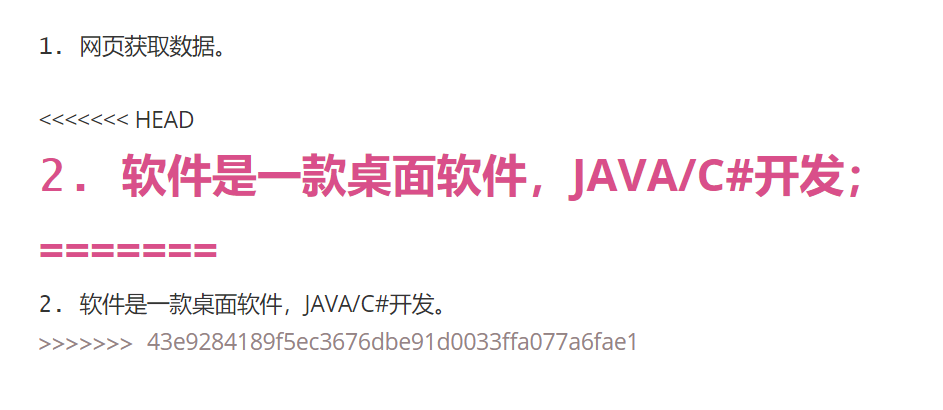 1. 网页获取数据。
<<<<<<< HEAD
2. 软件是一款桌面软件，JAVA/C#开发；
=======
2. 软件是一款桌面软件，JAVA/C#开发。
>>>>>>> 43e9284189f5ec3676dbe91d0033ffa077a6fae1